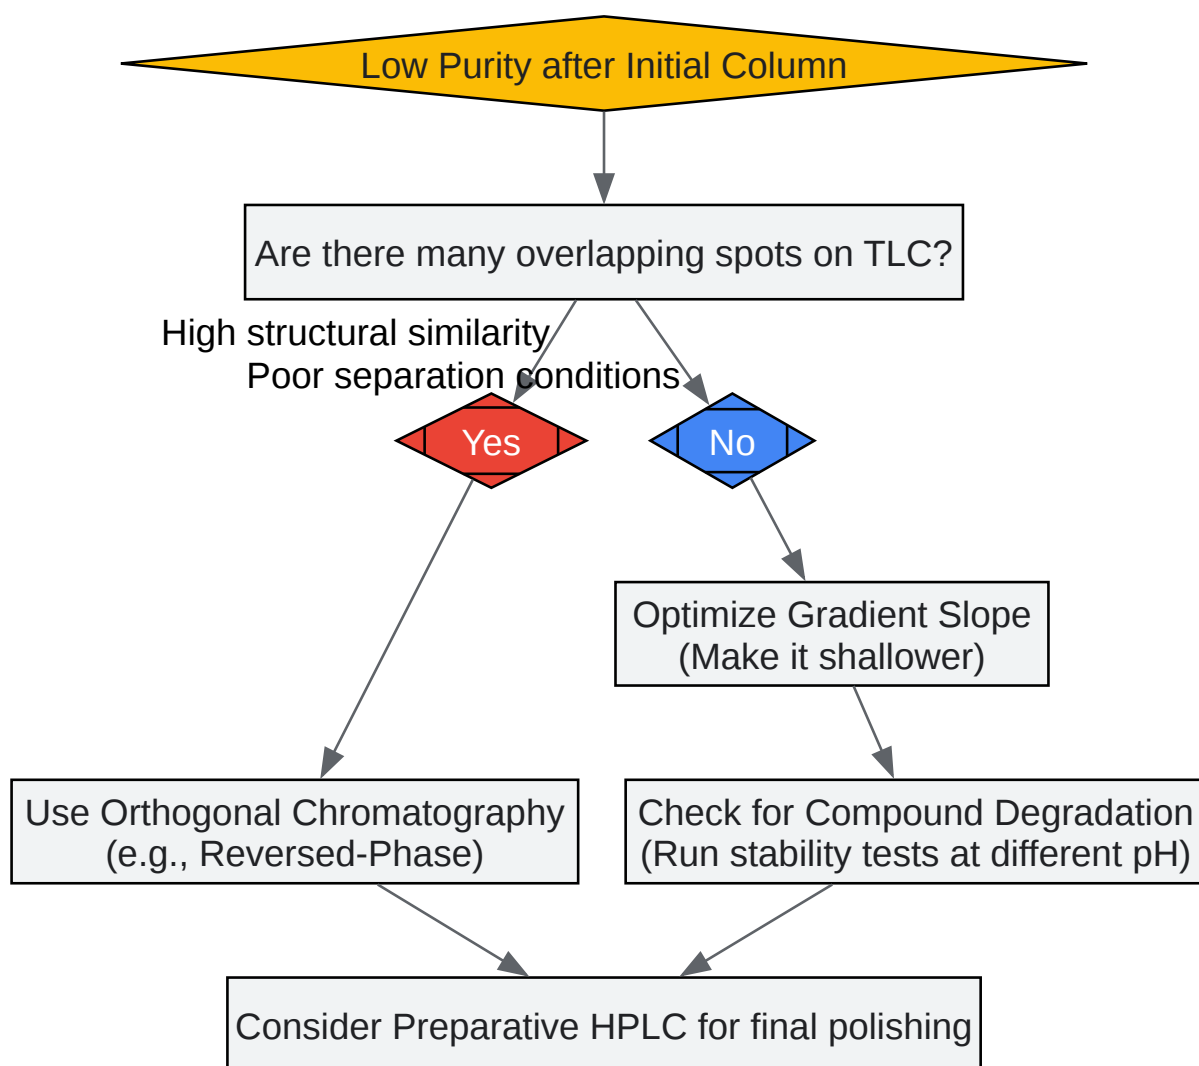 Low Purity after Initial Column
Are there many overlapping spots on TLC?
High structural similarity
Poor separation conditions
Yes
No
Optimize Gradient Slope
(Make it shallower)
Use Orthogonal Chromatography
(e.g., Reversed-Phase)
Check for Compound Degradation
(Run stability tests at different pH)
Consider Preparative HPLC for final polishing